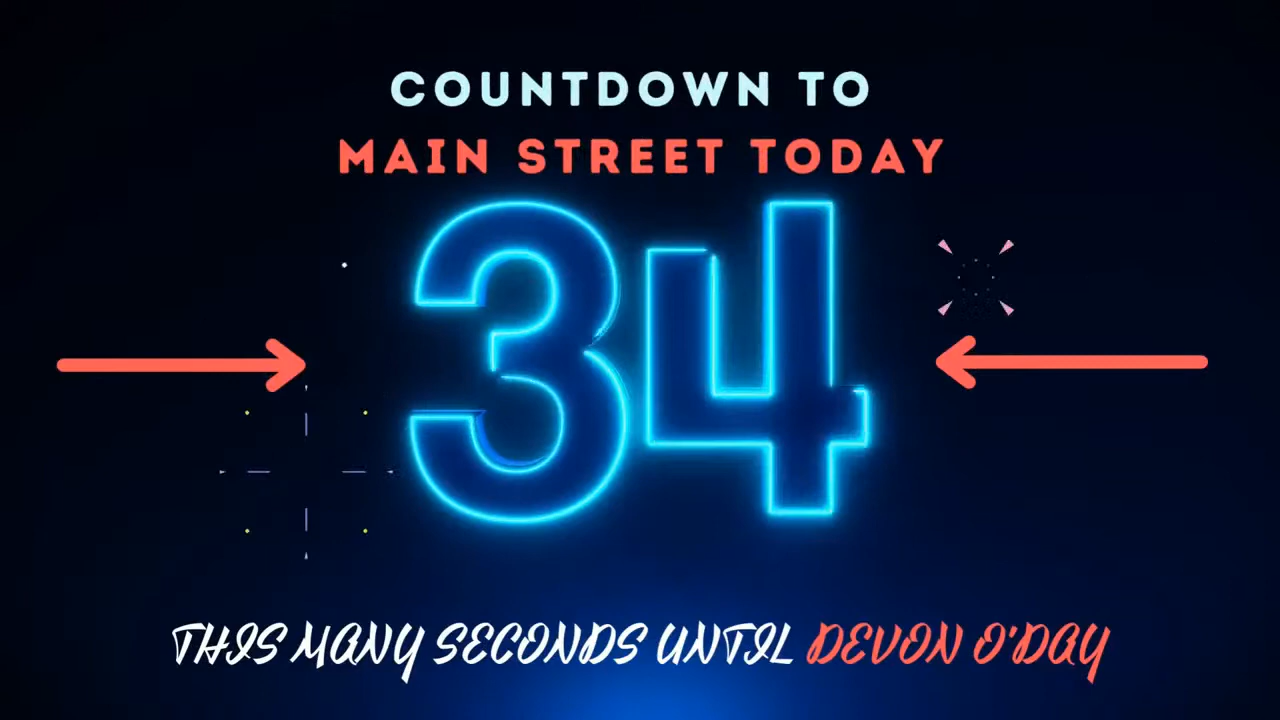 COUNTDOWN TO
MAIN STREET TODAY
34
THIS MANY SECONDS UNTIL DEVON O'DAY